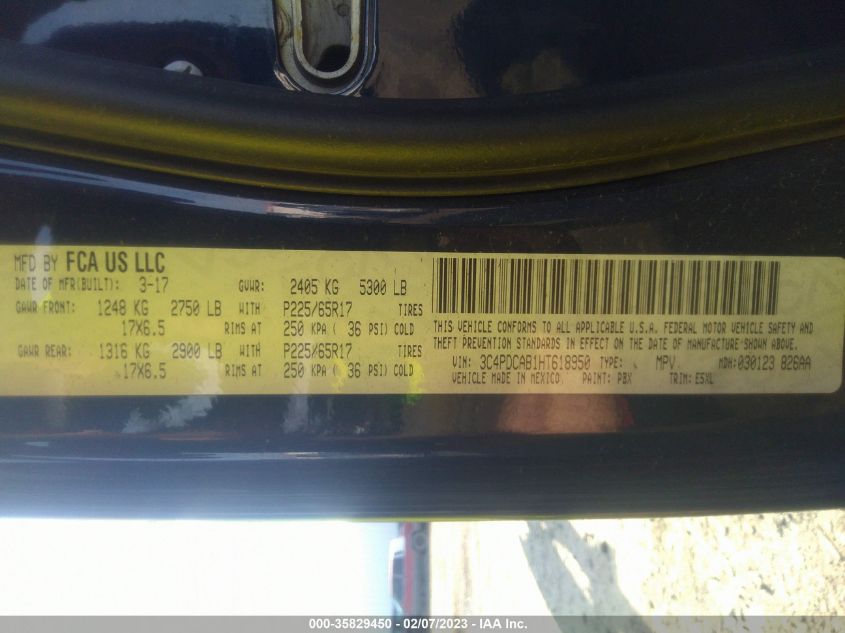 MFD BY FCA US LLC
DATE OF MFR(BUILT): 3-17 GVWR: 2405 KG 5300 LB
GAWR FRONT: 1248 KG 2750 LB WITH P225/65R17 TIRES
17X6.5 RIMS AT 250 KPA ( 36 PSI) COLD
GAWR REAR: 1316 KG 2900 LB WITH P225/65R17 TIRES
17X6.5 RIMS AT 250 KPA ( 36 PSI) COLD
THIS VEHICLE CONFORMS TO ALL APPLICABLE U.S.A. FEDERAL MOTOR VEHICLE SAFETY
AND THEFT PREVENTION STANDARDS IN EFFECT ON THE DATE OF MANUFACTURE SHOWN ABOVE.
VIN: 3C4PDCAB1HT618950 TYPE: MPV MDH: 030123 826AA
VEHICLE MADE IN MEXICO PAINT: PBX TRIM: E5XL
000-35829450 - 02/07/2023 - IAA Inc.